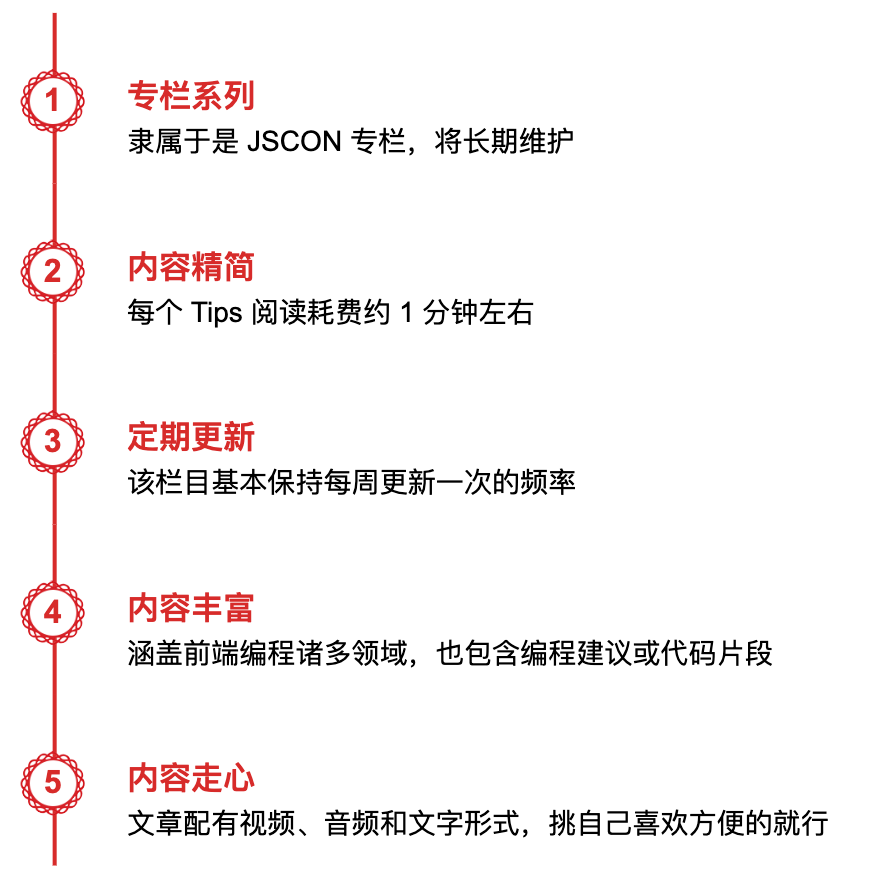 1
专栏系列
隶属于是 JSCON 专栏，将长期维护
2
内容精简
每个 Tips 阅读耗费约 1 分钟左右
3
定期更新
该栏目基本保持每周更新一次的频率
4
内容丰富
涵盖前端编程诸多领域，也包含编程建议或代码片段
5
内容走心
文章配有视频、音频和文字形式，挑自己喜欢方便的就行